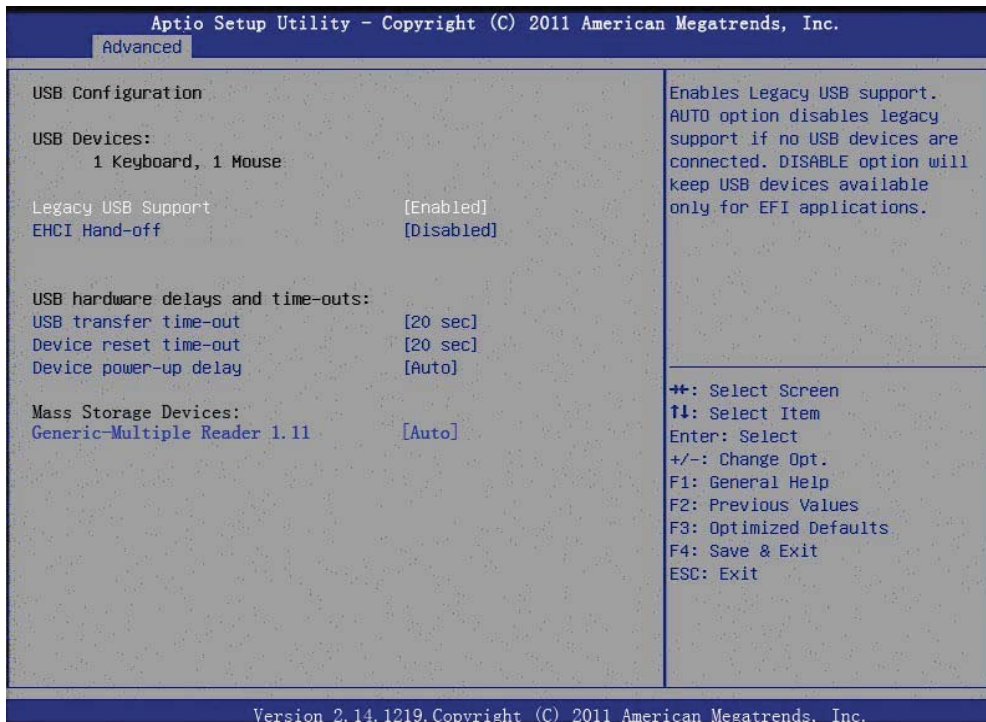 Aptio Setup Utility - Copyright (C) 2011 American Megatrends, Inc.
Advanced
USB Configuration
USB Devices:
1 Keyboard, 1 Mouse
Legacy USB Support [Enabled]
EHCI Hand-off [Disabled]
USB hardware delays and time-outs:
USB transfer time-out [20 sec]
Device reset time-out [20 sec]
Device power-up delay [Auto]
Mass Storage Devices:
Generic-Multiple Reader 1.11 [Auto]
Enables Legacy USB support.
AUTO option disables legacy
support if no USB devices are
connected. DISABLE option will
keep USB devices available
only for EFI applications.
→←: Select Screen
↑↓: Select Item
Enter: Select
+/-: Change Opt.
F1: General Help
F2: Previous Values
F3: Optimized Defaults
F4: Save & Exit
ESC: Exit
Version 2.14.1219.Copyright (C) 2011 American Megatrends, Inc.